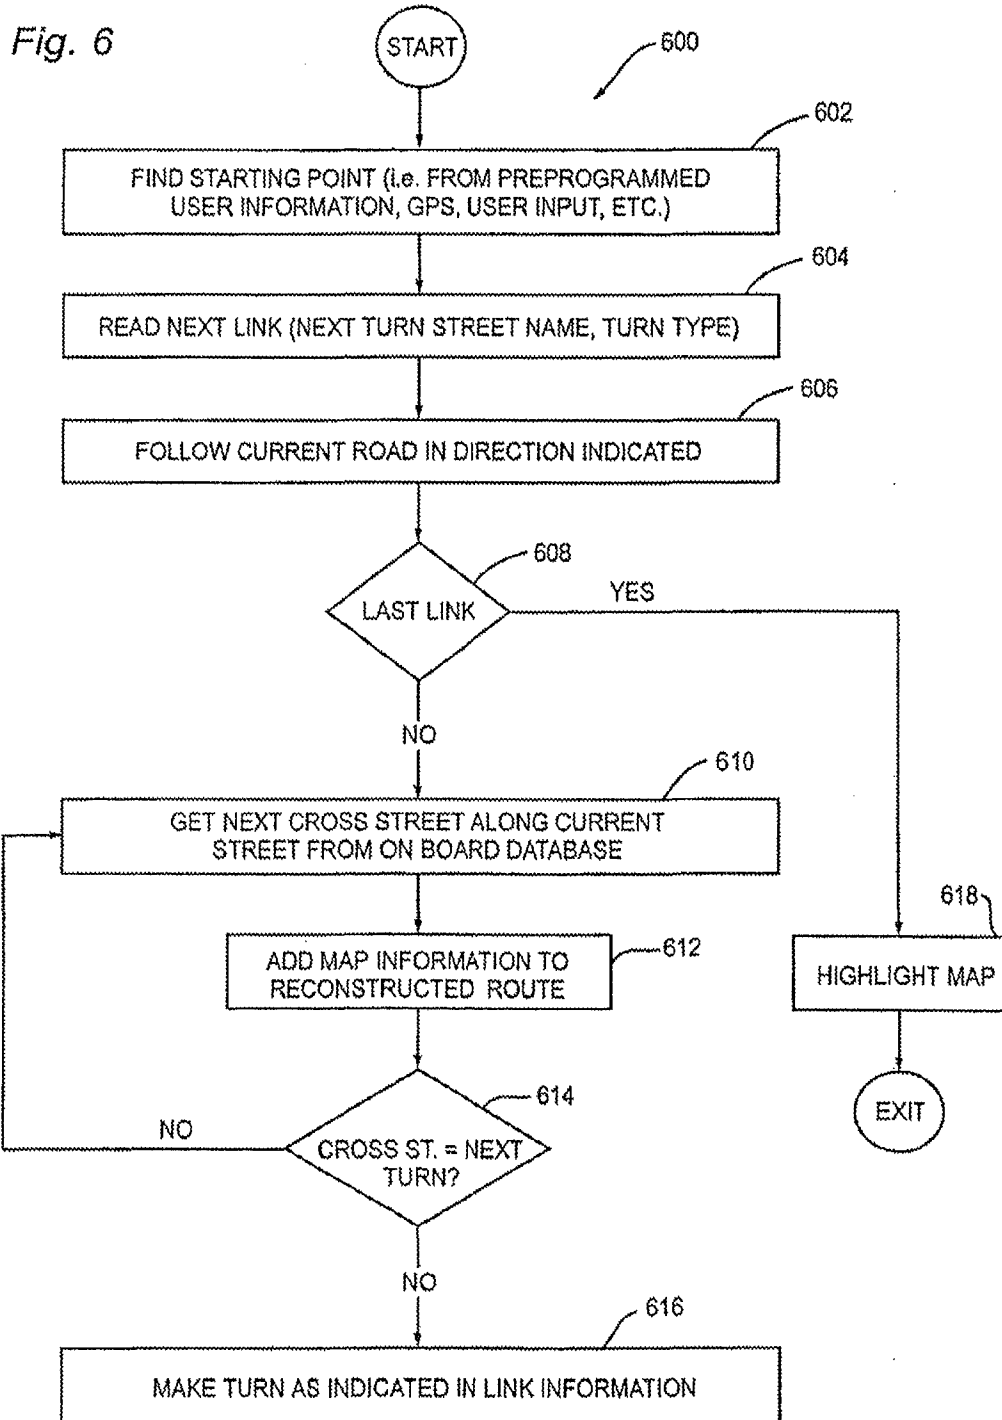 Fig. 6
START
600
602
FIND STARTING POINT (i.e. FROM PREPROGRAMMED
USER INFORMATION, GPS, USER INPUT, ETC.)
604
READ NEXT LINK (NEXT TURN STREET NAME, TURN TYPE)
606
FOLLOW CURRENT ROAD IN DIRECTION INDICATED
608
LAST LINK
YES
NO
610
GET NEXT CROSS STREET ALONG CURRENT
STREET FROM ON BOARD DATABASE
618
612
ADD MAP INFORMATION TO
RECONSTRUCTED ROUTE
HIGHLIGHT MAP
614
EXIT
NO
CROSS ST. = NEXT
TURN?
NO
616
MAKE TURN AS INDICATED IN LINK INFORMATION